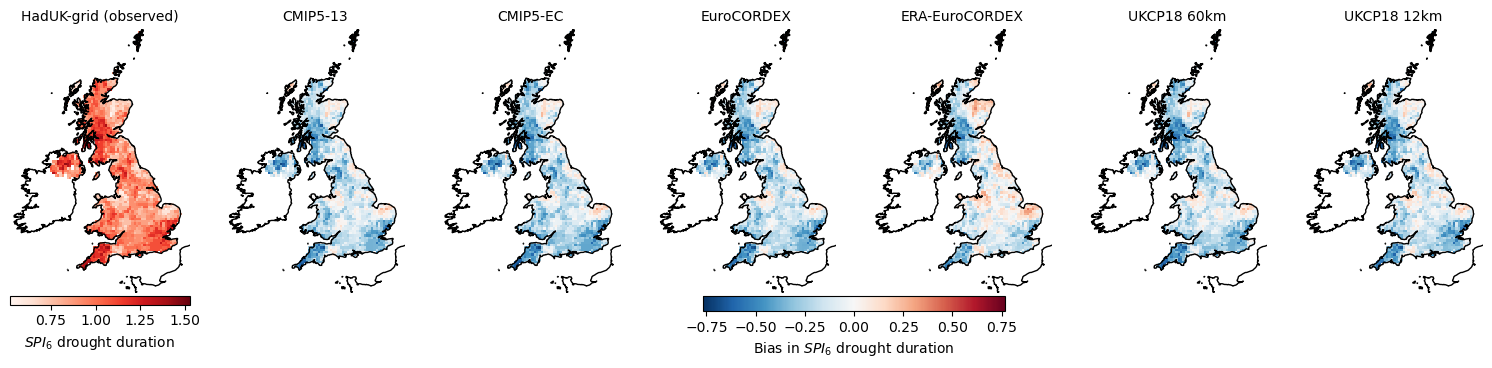 HadUK-grid (observed)
CMIP5-13
CMIP5-EC
EuroCORDEX
ERA-EuroCORDEX
UKCP18 60km
UKCP18 12km
0.75 1.00 1.25 1.50
SPI₆ drought duration
−0.75 −0.50 −0.25 0.00 0.25 0.50 0.75
Bias in SPI₆ drought duration